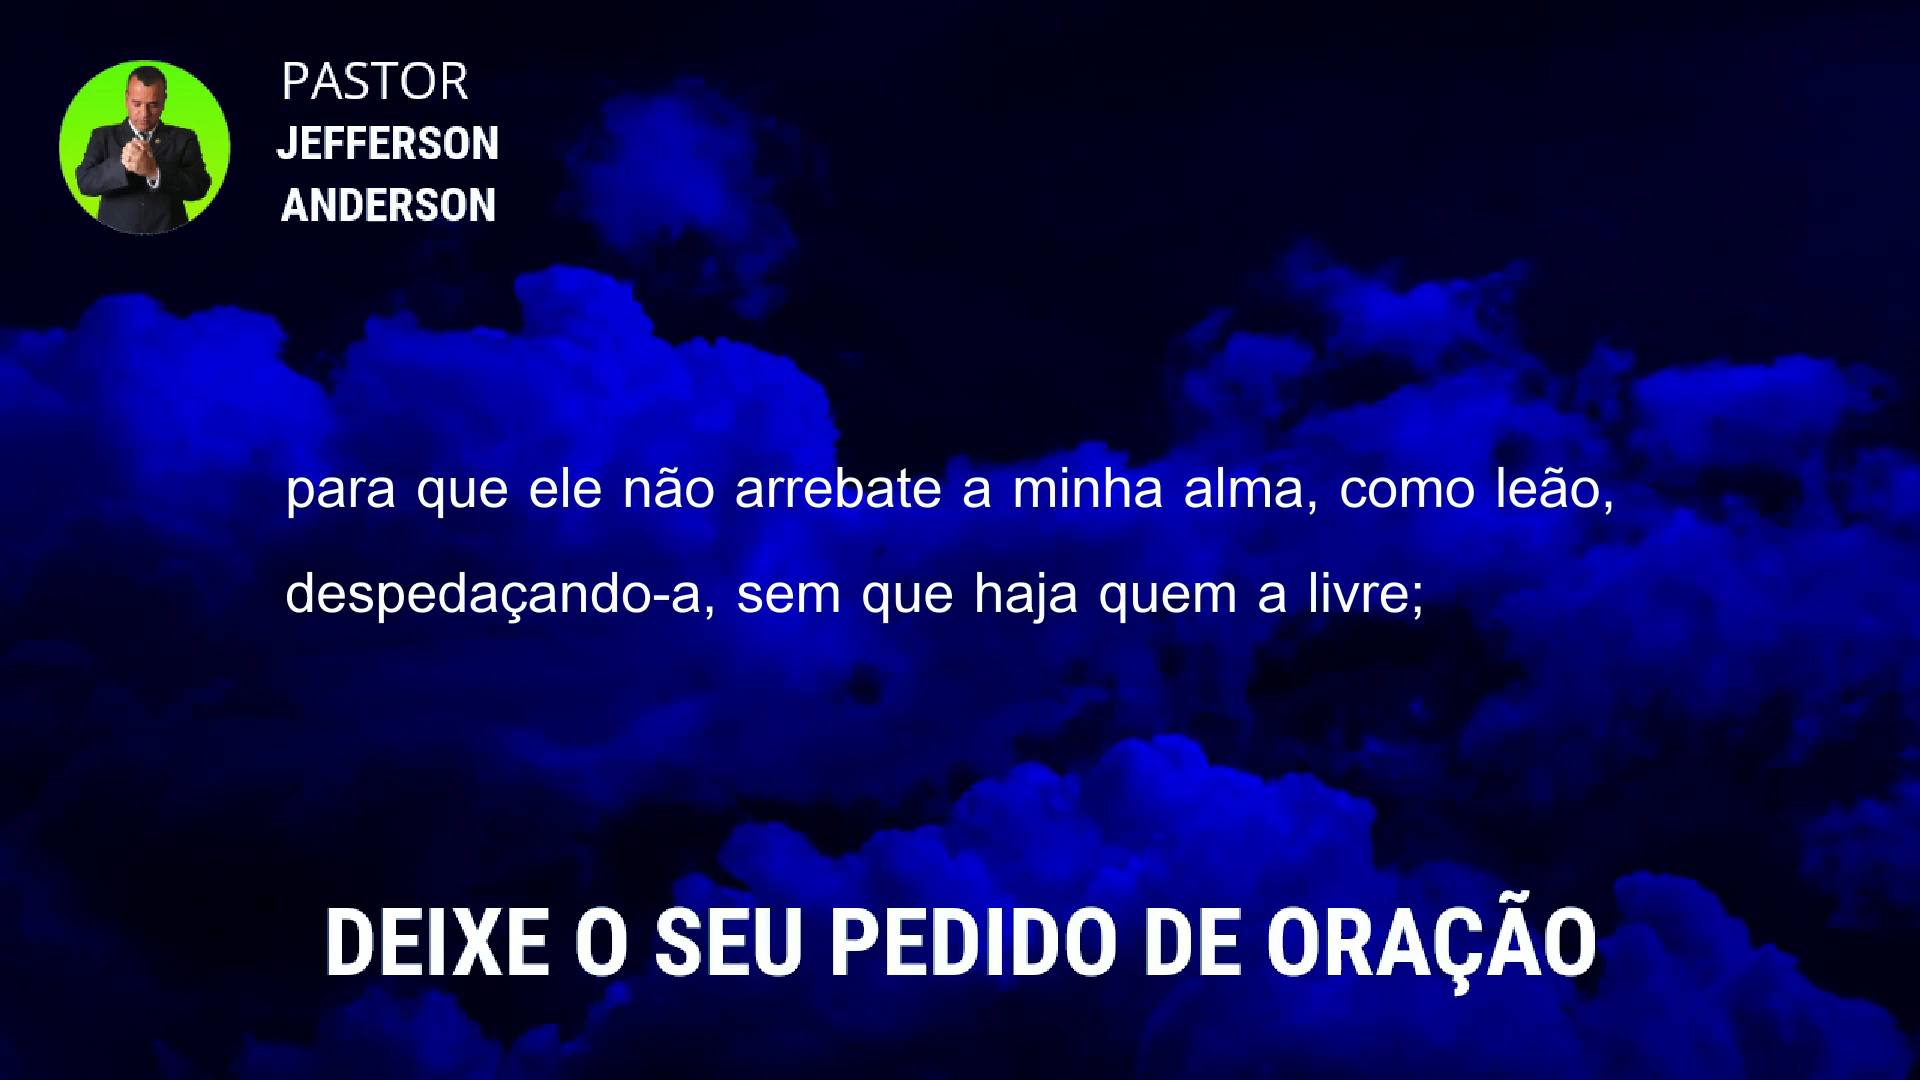 PASTOR
JEFFERSON
ANDERSON
para que ele não arrebate a minha alma, como leão,
despedaçando-a, sem que haja quem a livre;
DEIXE O SEU PEDIDO DE ORAÇÃO